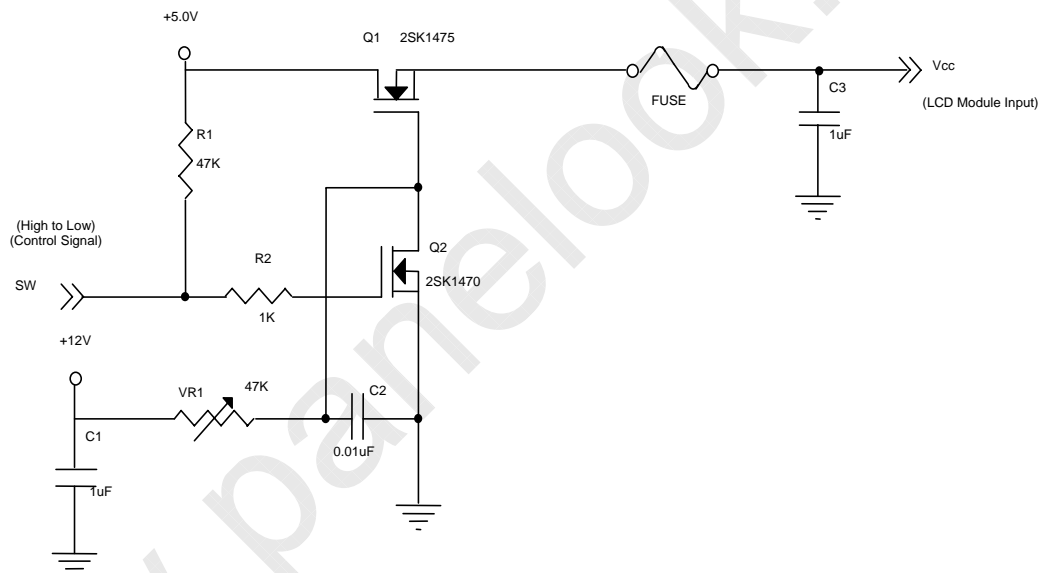 +5.0V
Q1 2SK1475
Vcc
FUSE
C3
(LCD Module Input)
R1
47K
1uF
(High to Low)
(Control Signal)
Q2
R2
2SK1470
SW
1K
+12V
VR1
47K
C2
C1
0.01uF
1uF
panelook.